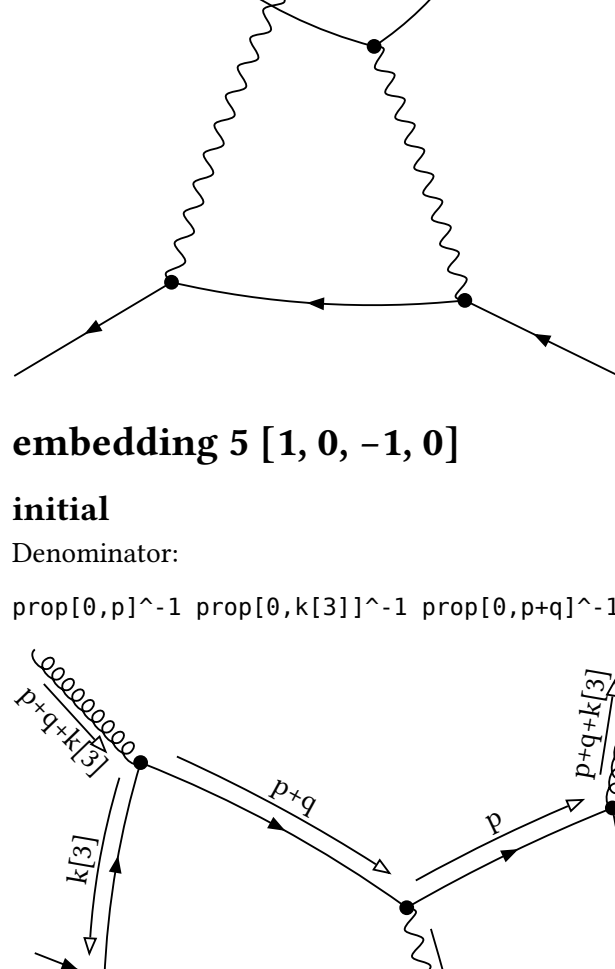 embedding 5 [1, 0, −1, 0]
initial
Denominator:
prop[0,p]^-1 prop[0,k[3]]^-1 prop[0,p+q]^-1
p+q+k[3]
p+q+k[3]
p+q
p
k[3]